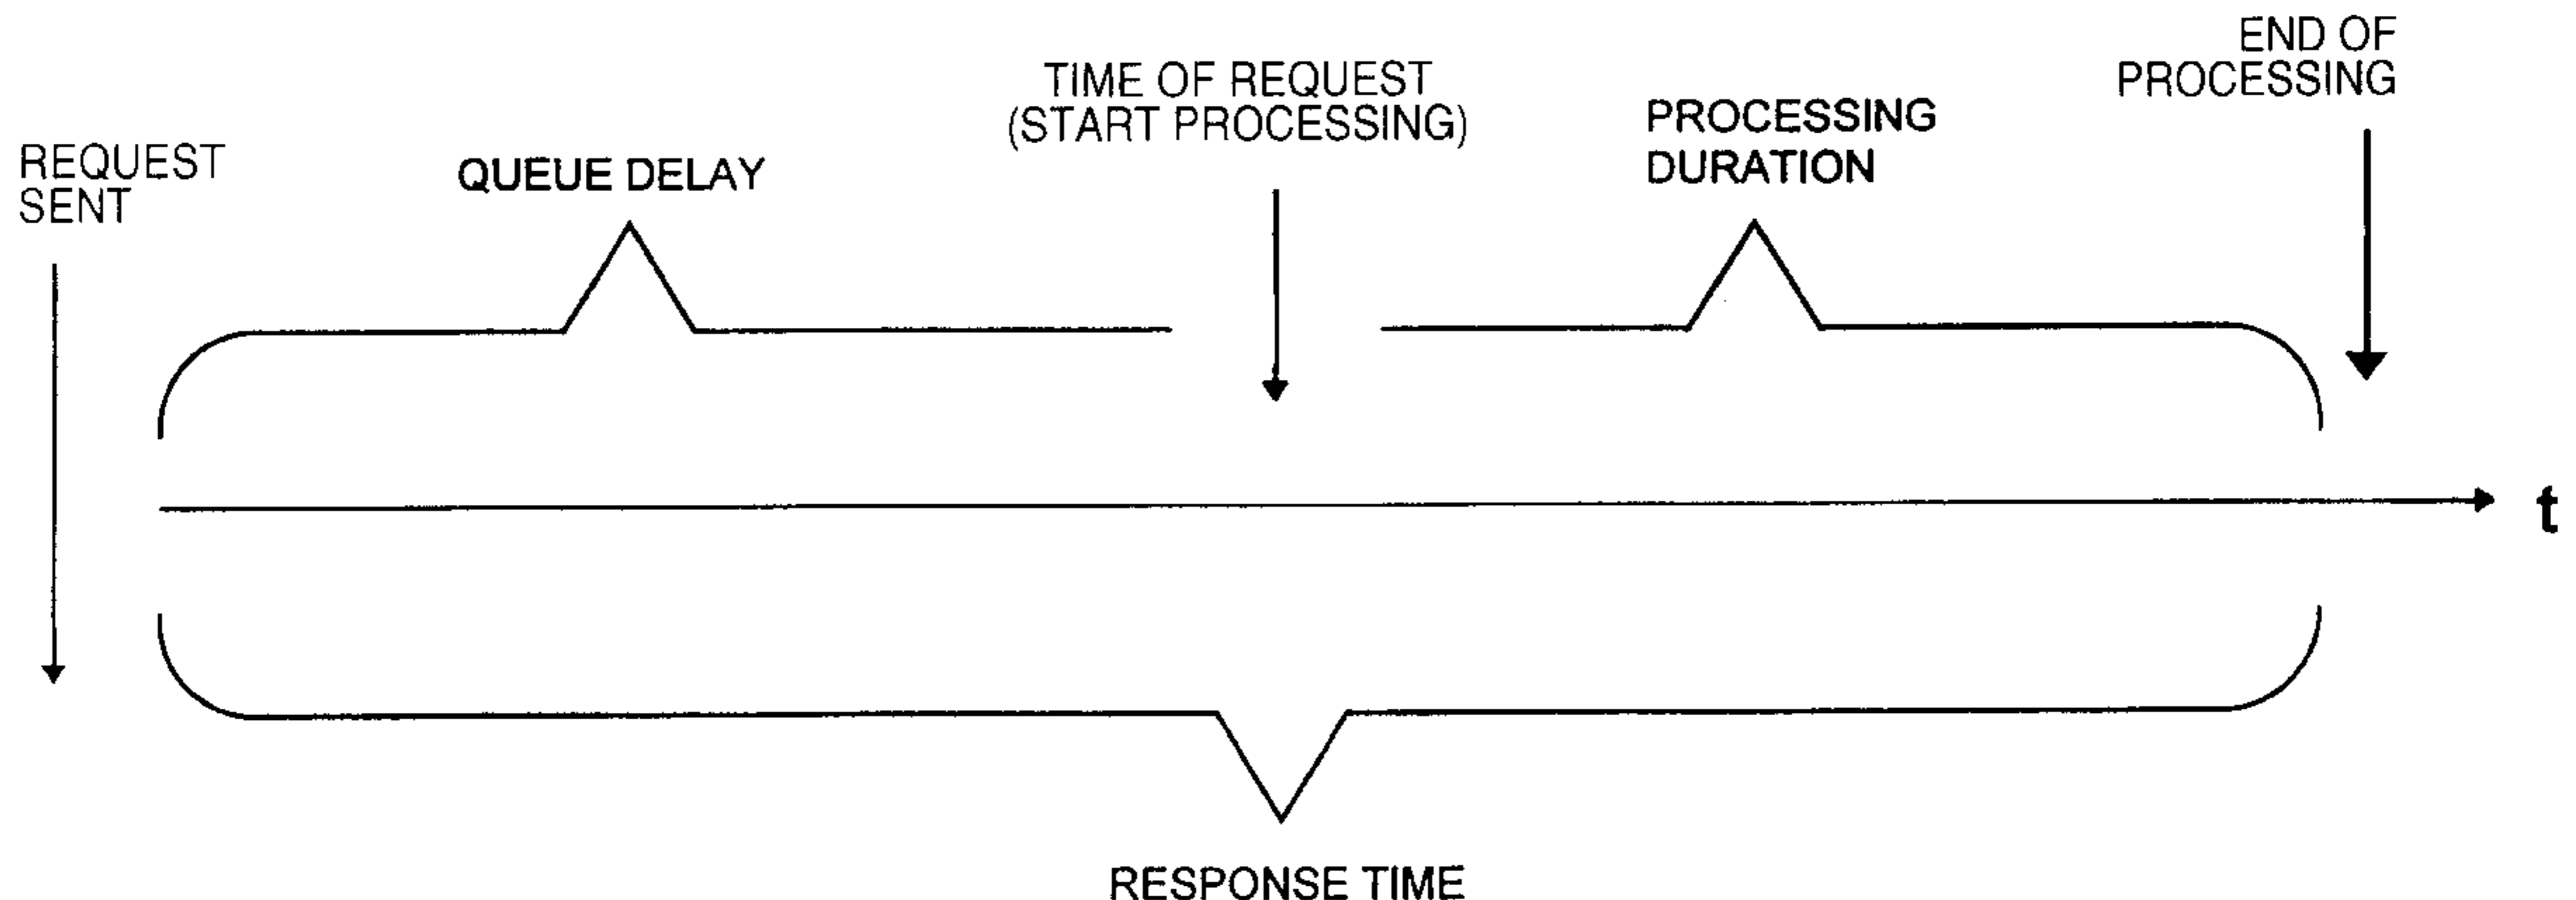 REQUEST
SENT
QUEUE DELAY
TIME OF REQUEST
(START PROCESSING)
PROCESSING
DURATION
END OF
PROCESSING
t
RESPONSE TIME